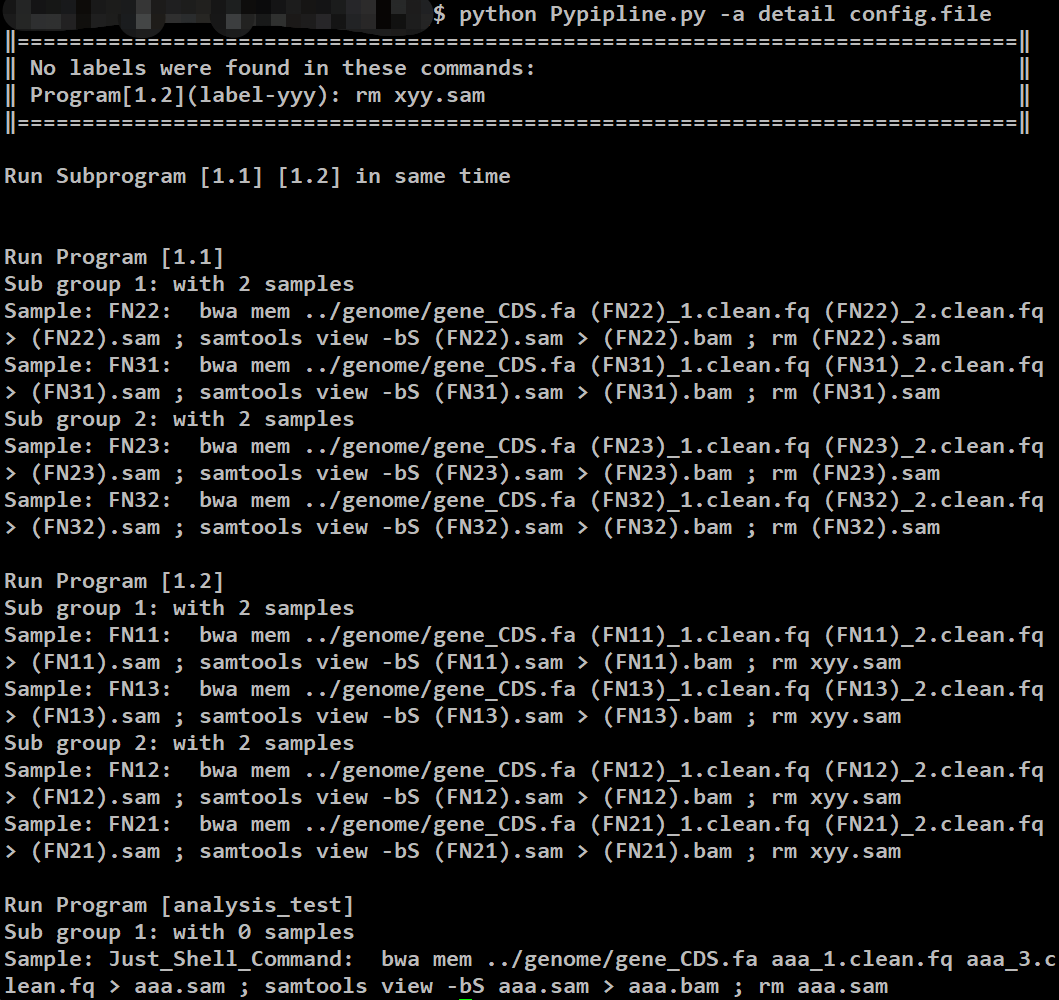 $ python Pypipline.py -a detail config.file
‖=============================================================================‖
‖ No labels were found in these commands: ‖
‖ Program[1.2](label-yyy): rm xyy.sam ‖
‖=============================================================================‖
Run Subprogram [1.1] [1.2] in same time
Run Program [1.1]
Sub group 1: with 2 samples
Sample: FN22:  bwa mem ../genome/gene_CDS.fa (FN22)_1.clean.fq (FN22)_2.clean.fq
> (FN22).sam ; samtools view -bS (FN22).sam > (FN22).bam ; rm (FN22).sam
Sample: FN31:  bwa mem ../genome/gene_CDS.fa (FN31)_1.clean.fq (FN31)_2.clean.fq
> (FN31).sam ; samtools view -bS (FN31).sam > (FN31).bam ; rm (FN31).sam
Sub group 2: with 2 samples
Sample: FN23:  bwa mem ../genome/gene_CDS.fa (FN23)_1.clean.fq (FN23)_2.clean.fq
> (FN23).sam ; samtools view -bS (FN23).sam > (FN23).bam ; rm (FN23).sam
Sample: FN32:  bwa mem ../genome/gene_CDS.fa (FN32)_1.clean.fq (FN32)_2.clean.fq
> (FN32).sam ; samtools view -bS (FN32).sam > (FN32).bam ; rm (FN32).sam
Run Program [1.2]
Sub group 1: with 2 samples
Sample: FN11:  bwa mem ../genome/gene_CDS.fa (FN11)_1.clean.fq (FN11)_2.clean.fq
> (FN11).sam ; samtools view -bS (FN11).sam > (FN11).bam ; rm xyy.sam
Sample: FN13:  bwa mem ../genome/gene_CDS.fa (FN13)_1.clean.fq (FN13)_2.clean.fq
> (FN13).sam ; samtools view -bS (FN13).sam > (FN13).bam ; rm xyy.sam
Sub group 2: with 2 samples
Sample: FN12:  bwa mem ../genome/gene_CDS.fa (FN12)_1.clean.fq (FN12)_2.clean.fq
> (FN12).sam ; samtools view -bS (FN12).sam > (FN12).bam ; rm xyy.sam
Sample: FN21:  bwa mem ../genome/gene_CDS.fa (FN21)_1.clean.fq (FN21)_2.clean.fq
> (FN21).sam ; samtools view -bS (FN21).sam > (FN21).bam ; rm xyy.sam
Run Program [analysis_test]
Sub group 1: with 0 samples
Sample: Just_Shell_Command:  bwa mem ../genome/gene_CDS.fa aaa_1.clean.fq aaa_3.c
lean.fq > aaa.sam ; samtools view -bS aaa.sam > aaa.bam ; rm aaa.sam